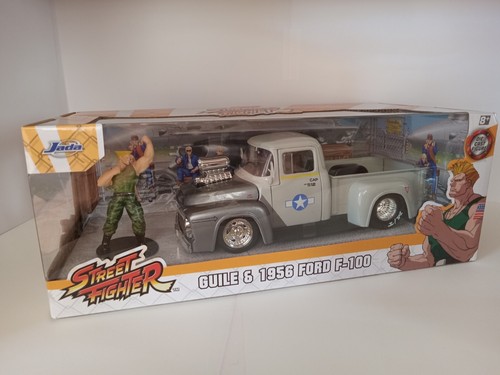 Jada
8+
STREET
FIGHTER
GUILE & 1956 FORD F-100